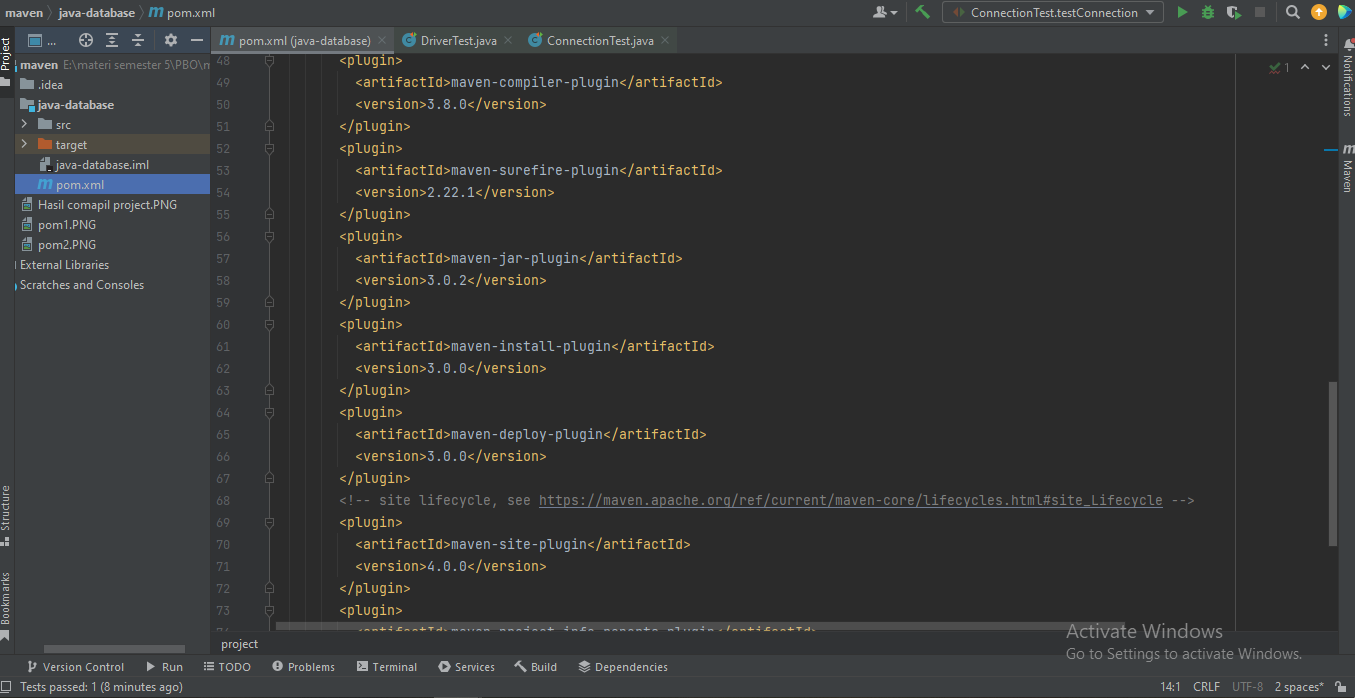 maven java-database pom.xml
ConnectionTest.testConnection
Project
...
pom.xml (java-database)
DriverTest.java
ConnectionTest.java
maven E:\materi semester 5\PBO\m
.idea
java-database
src
target
java-database.iml
pom.xml
Hasil comapil project.PNG
pom1.PNG
pom2.PNG
External Libraries
Scratches and Consoles
Structure
Bookmarks
48 <plugin>
49 <artifactId>maven-compiler-plugin</artifactId>
50 <version>3.8.0</version>
51 </plugin>
52 <plugin>
53 <artifactId>maven-surefire-plugin</artifactId>
54 <version>2.22.1</version>
55 </plugin>
56 <plugin>
57 <artifactId>maven-jar-plugin</artifactId>
58 <version>3.0.2</version>
59 </plugin>
60 <plugin>
61 <artifactId>maven-install-plugin</artifactId>
62 <version>3.0.0</version>
63 </plugin>
64 <plugin>
65 <artifactId>maven-deploy-plugin</artifactId>
66 <version>3.0.0</version>
67 </plugin>
68 <!-- site lifecycle, see https://maven.apache.org/ref/current/maven-core/lifecycles.html#site_Lifecycle -->
69 <plugin>
70 <artifactId>maven-site-plugin</artifactId>
71 <version>4.0.0</version>
72 </plugin>
73 <plugin>
74 <artifactId>maven-project-info-reports-plugin</artifactId>
1
Notifications
Maven
project
Activate Windows
Go to Settings to activate Windows.
Version Control Run TODO Problems Terminal Services Build Dependencies
Tests passed: 1 (8 minutes ago) 14:1 CRLF UTF-8 2 spaces*